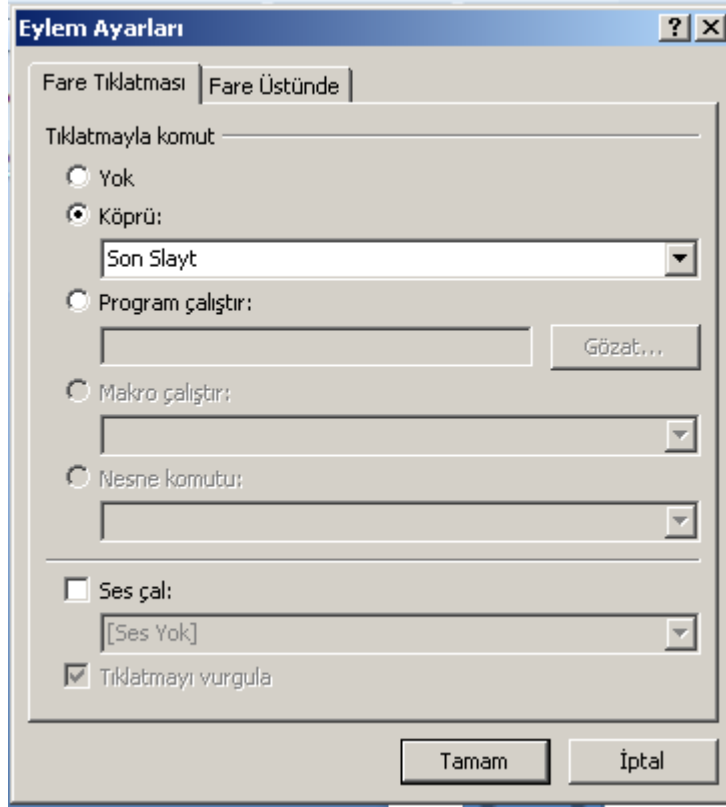 Eylem Ayarları
Fare Tıklatması Fare Üstünde
Tıklatmayla komut
Yok
Köprü:
Son Slayt
Program çalıştır:
Gözat...
Makro çalıştır:
Nesne komutu:
Ses çal:
[Ses Yok]
Tıklatmayı vurgula
Tamam İptal